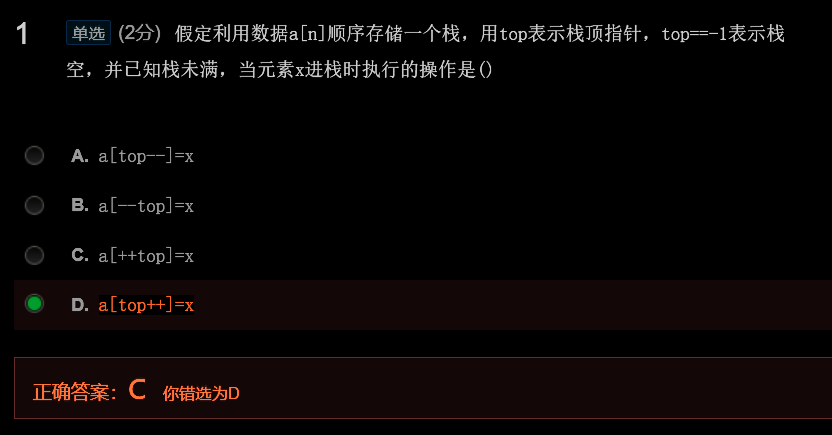 1 单选 (2分) 假定利用数据a[n]顺序存储一个栈，用top表示栈顶指针，top==-1表示栈
空，并已知栈未满，当元素x进栈时执行的操作是()
A. a[top--]=x
B. a[--top]=x
C. a[++top]=x
D. a[top++]=x
正确答案：C 你错选为D